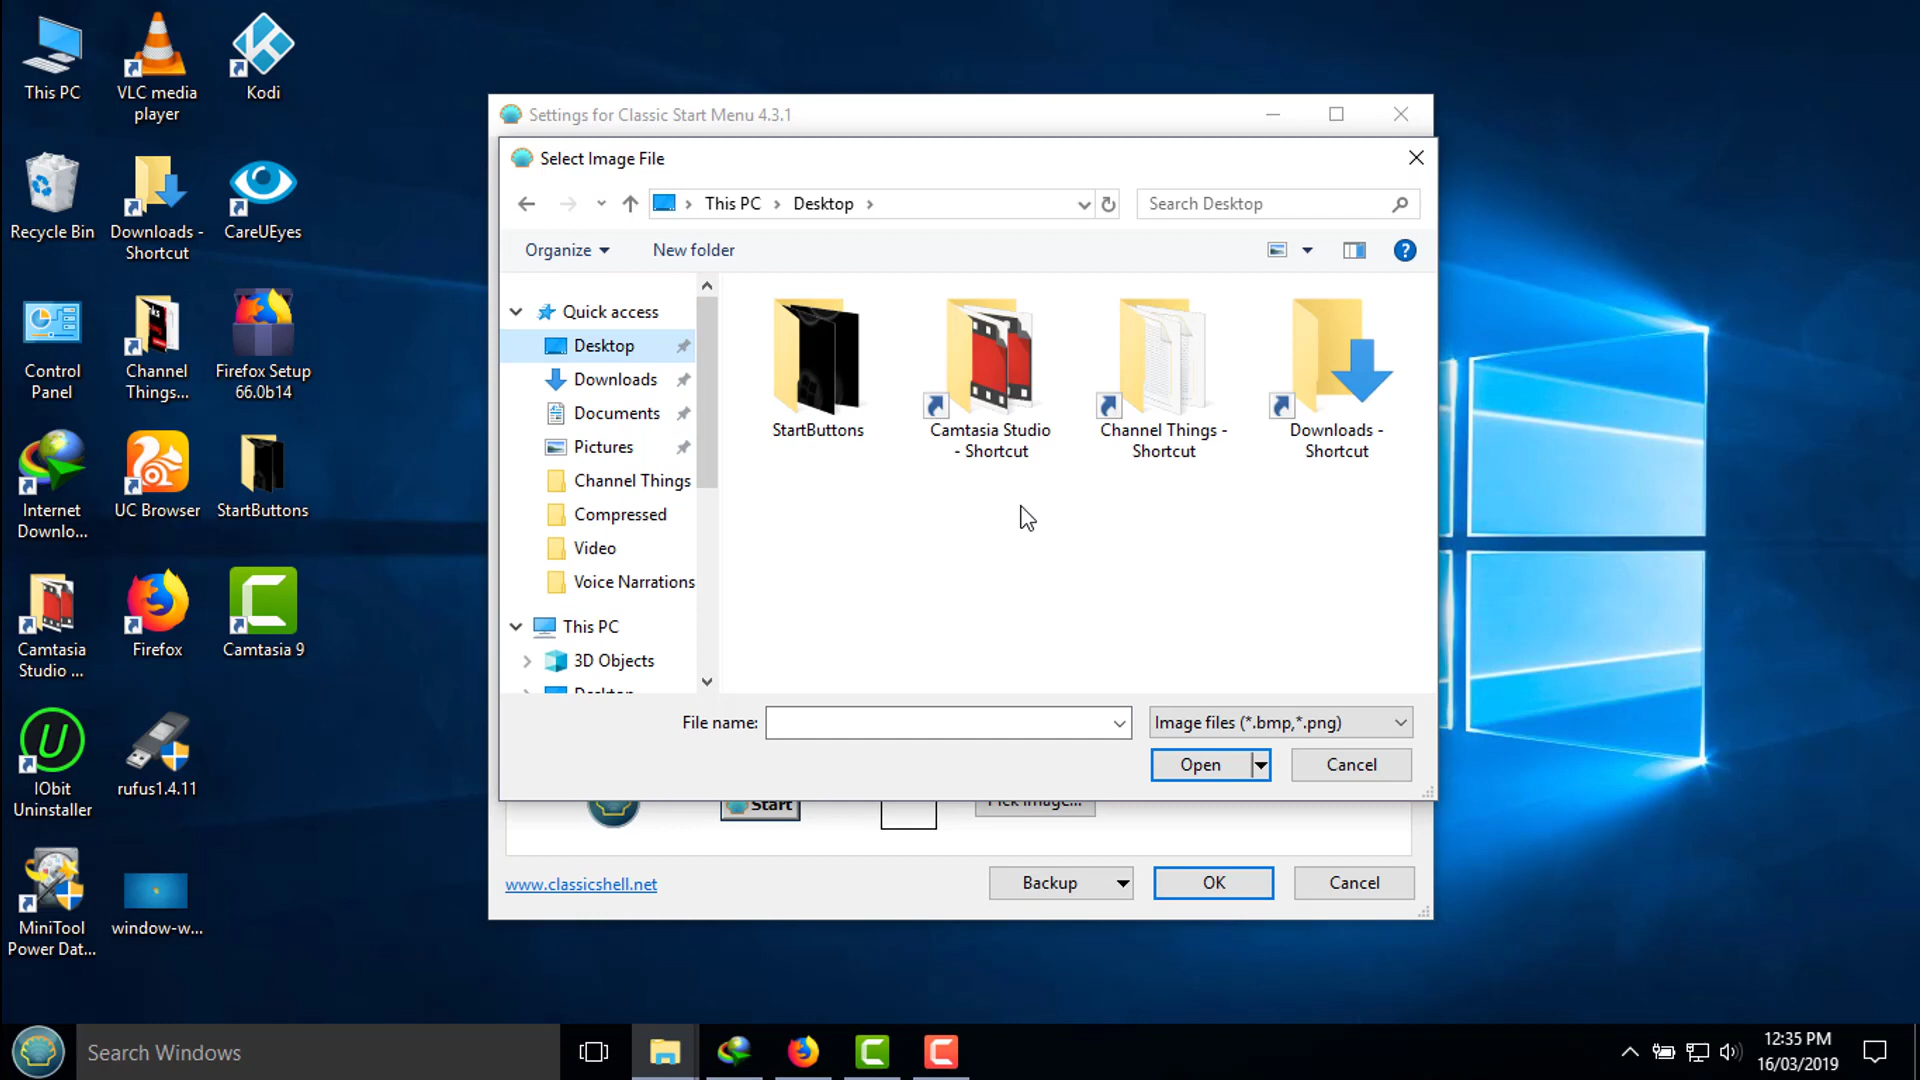 This PC
VLC media
player
Kodi
Recycle Bin
Downloads -
Shortcut
CareUEyes
Control
Panel
Channel
Things...
Firefox Setup
66.0b14
Internet
Downlo...
UC Browser
StartButtons
Camtasia
Studio ...
Firefox
Camtasia 9
IObit
Uninstaller
rufus1.4.11
MiniTool
Power Dat...
window-w...
Settings for Classic Start Menu 4.3.1
Select Image File
This PC
Desktop
Search Desktop
Organize
New folder
Quick access
Desktop
Downloads
Documents
Pictures
Channel Things
Compressed
Video
Voice Narrations
This PC
3D Objects
Desktop
StartButtons
Camtasia Studio
- Shortcut
Channel Things -
Shortcut
Downloads -
Shortcut
File name:
Image files (*.bmp,*.png)
Open
Cancel
Start
Pick image...
www.classicshell.net
Backup
OK
Cancel
Search Windows
12:35 PM
16/03/2019